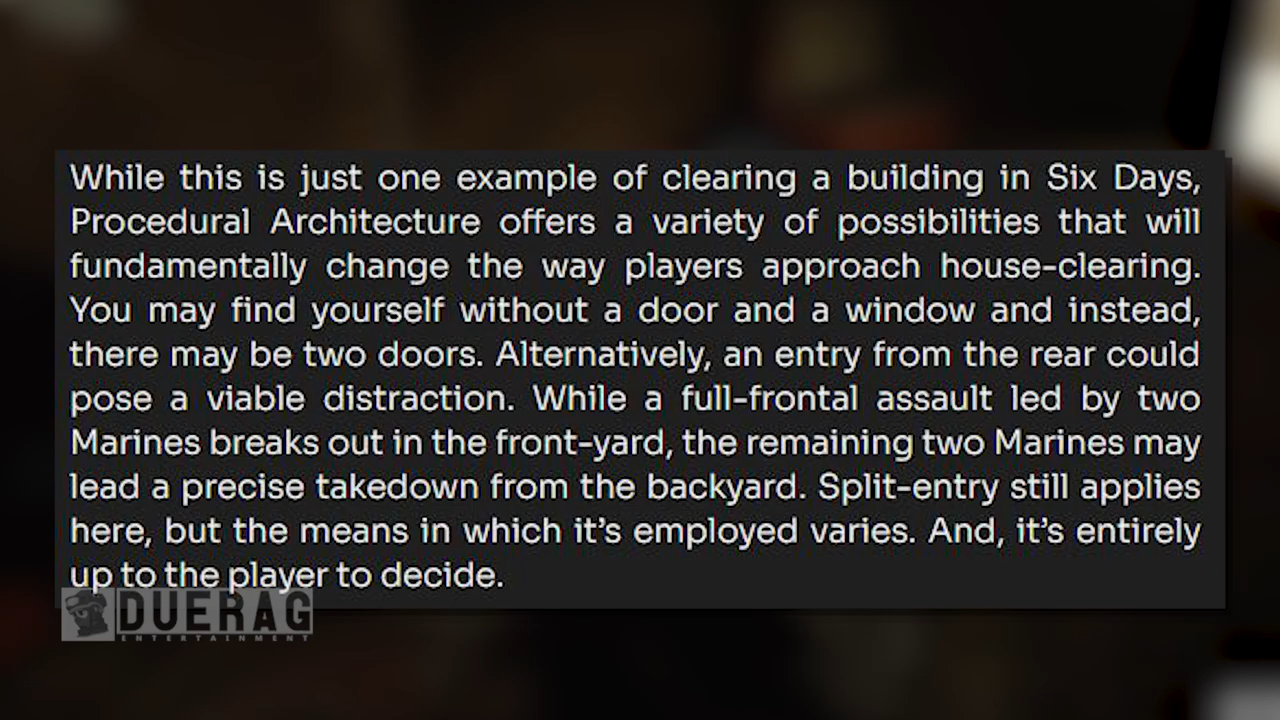 While this is just one example of clearing a building in Six Days,
Procedural Architecture offers a variety of possibilities that will
fundamentally change the way players approach house-clearing.
You may find yourself without a door and a window and instead,
there may be two doors. Alternatively, an entry from the rear could
pose a viable distraction. While a full-frontal assault led by two
Marines breaks out in the front-yard, the remaining two Marines may
lead a precise takedown from the backyard. Split-entry still applies
here, but the means in which it’s employed varies. And, it’s entirely
up to the player to decide.
DUERAG
ENTERTAINMENT